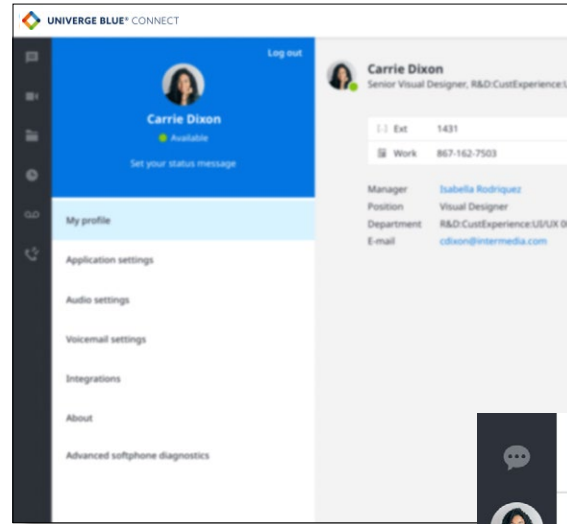 UNIVERGE BLUE® CONNECT
Log out
Carrie Dixon
Available
Set your status message
My profile
Application settings
Audio settings
Voicemail settings
Integrations
About
Advanced softphone diagnostics
Carrie Dixon
Senior Visual Designer, R&D:CustExperience:
Ext 1431
Work 867-162-7503
Manager Isabella Rodriquez
Position Visual Designer
Department R&D:CustExperience:UI/UX
E-mail cdixon@intermedia.com